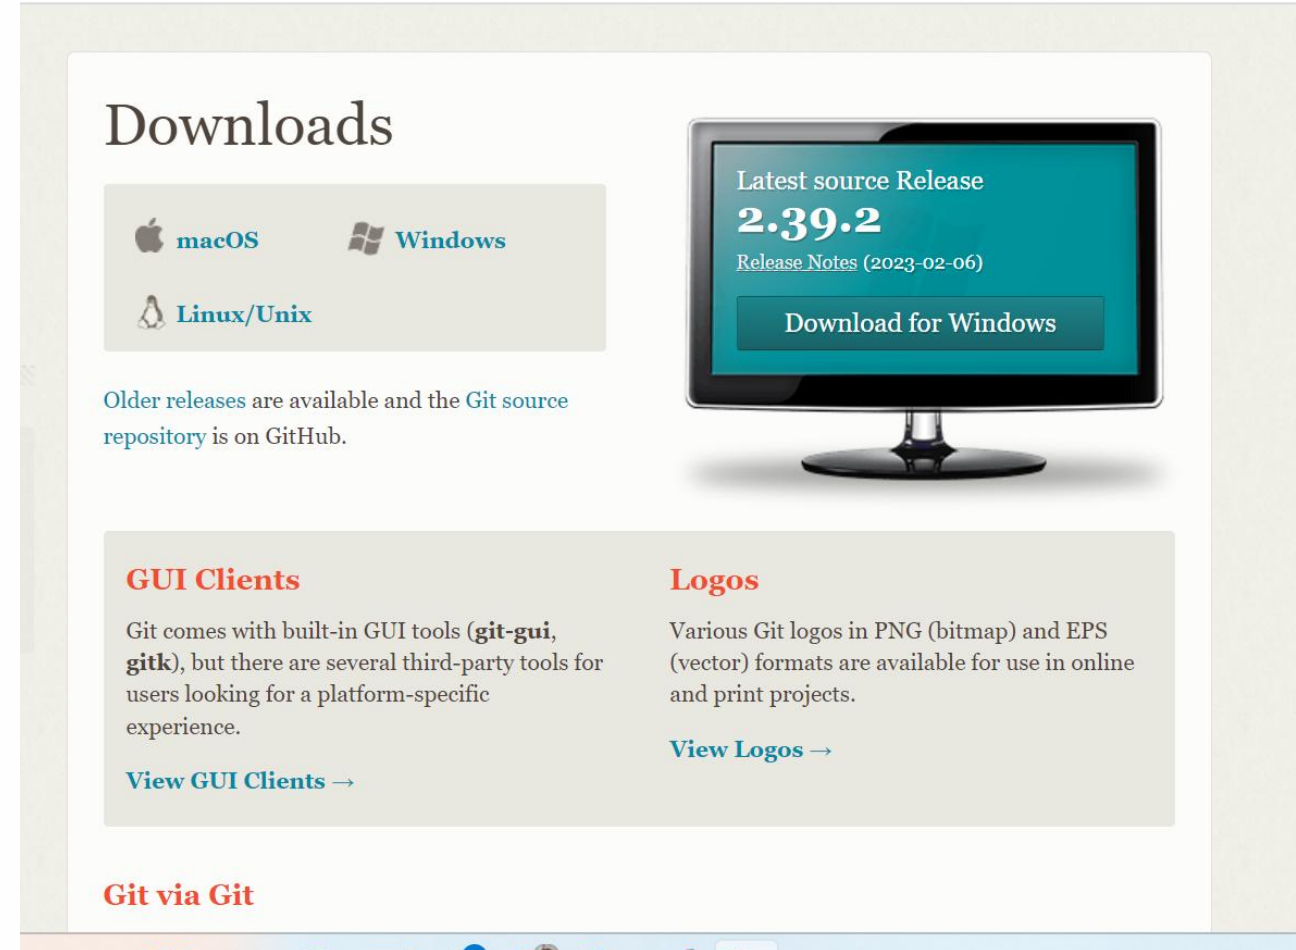 Downloads
macOS
Windows
Linux/Unix
Older releases are available and the Git source
repository is on GitHub.
Latest source Release
2.39.2
Release Notes (2023-02-06)
Download for Windows
GUI Clients
Git comes with built-in GUI tools (git-gui,
gitk), but there are several third-party tools for
users looking for a platform-specific
experience.
View GUI Clients →
Logos
Various Git logos in PNG (bitmap) and EPS
(vector) formats are available for use in online
and print projects.
View Logos →
Git via Git